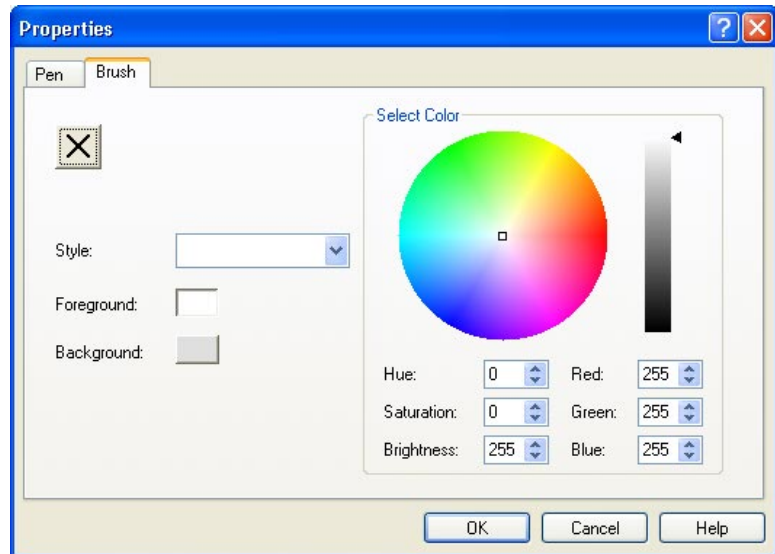 Properties
Pen Brush
Select Color
Style:
Foreground:
Background:
Hue: 0 Red: 255
Saturation: 0 Green: 255
Brightness: 255 Blue: 255
OK Cancel Help